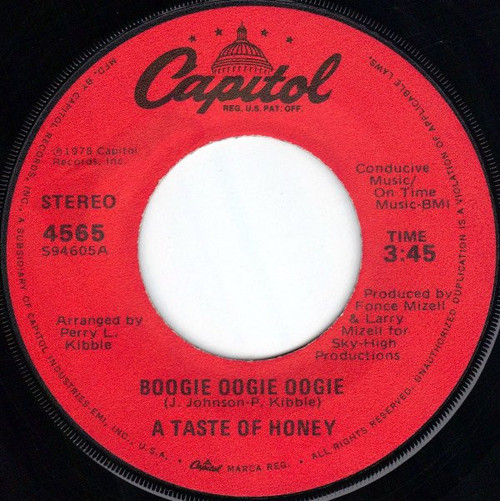 Capitol
REG. U.S. PAT. OFF.
MFD. BY CAPITOL RECORDS, INC., A SUBSIDIARY OF CAPITOL INDUSTRIES-EMI, INC., U.S.A. • Capitol MARCA REG. • ALL RIGHTS RESERVED. UNAUTHORIZED DUPLICATION IS A VIOLATION OF APPLICABLE LAWS.
℗1978 Capitol
Records, Inc.
STEREO
4565
S94605A
Conducive
Music/
On Time
Music-BMI
TIME
3:45
Arranged by
Perry L.
Kibble
Produced by
Fonce Mizell
& Larry
Mizell for
Sky-High
Productions
BOOGIE OOGIE OOGIE
(J. Johnson-P. Kibble)
A TASTE OF HONEY